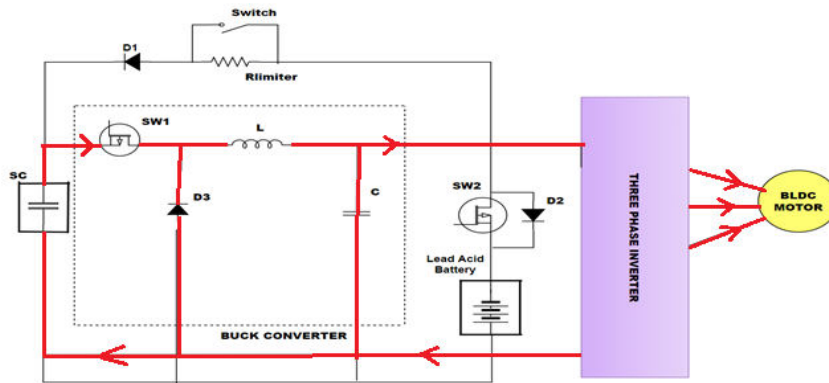 Switch
D1
Rlimiter
SW1
L
SC
D3
C
SW2
D2
Lead Acid
Battery
BUCK CONVERTER
THREE PHASE INVERTER
BLDC
MOTOR